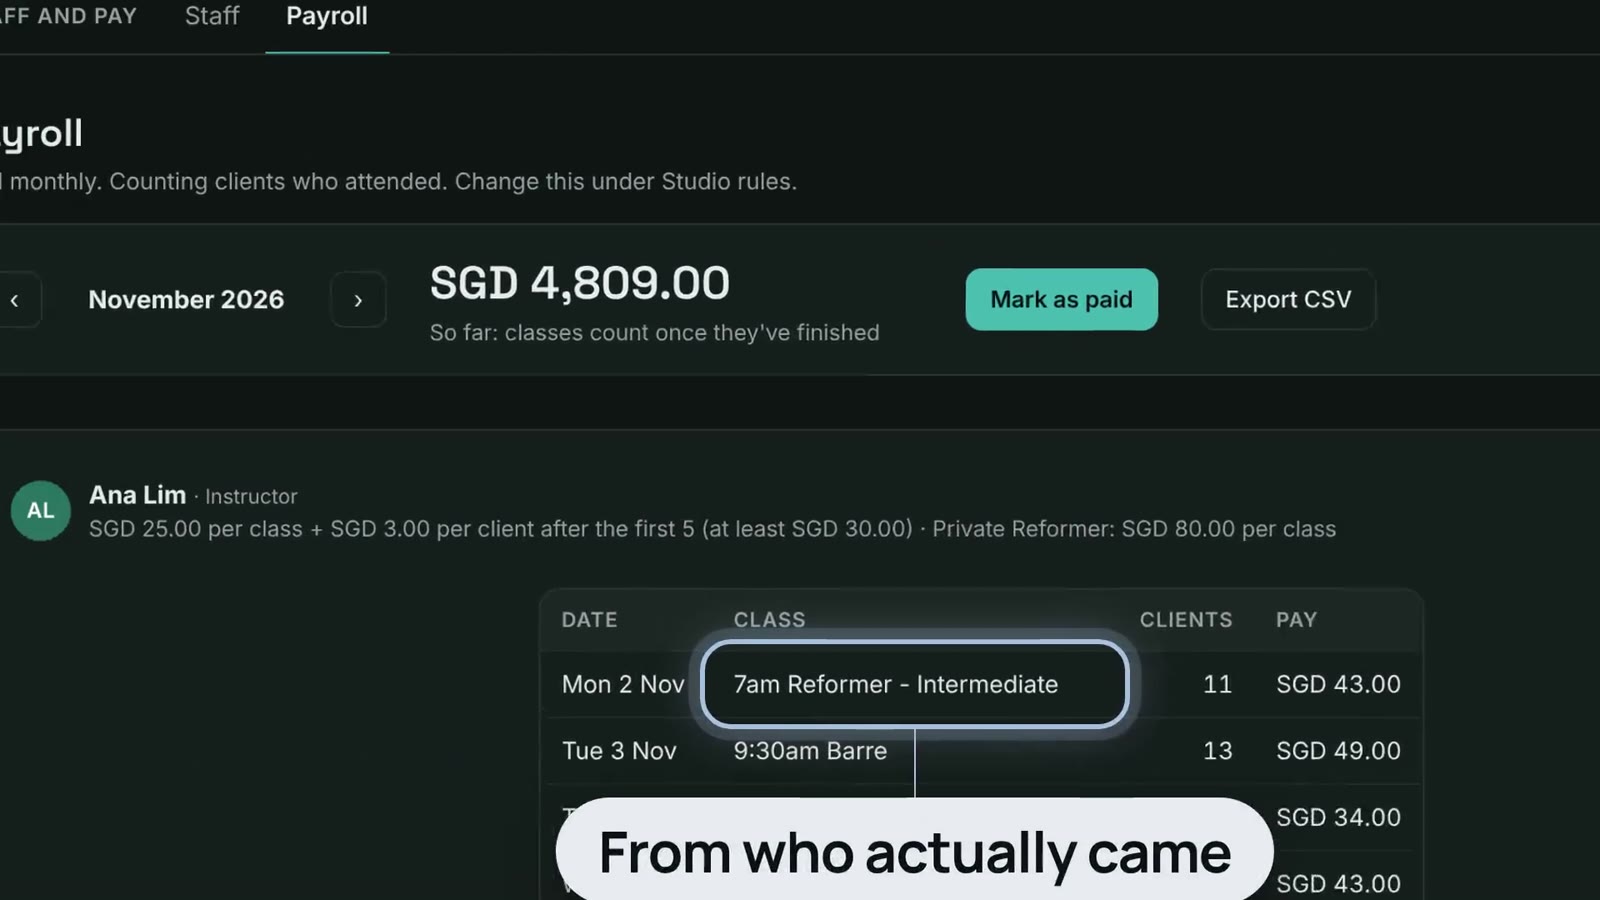 AFF AND PAY Staff Payroll
yroll
monthly. Counting clients who attended. Change this under Studio rules.
‹ November 2026 › SGD 4,809.00 Mark as paid Export CSV
So far: classes count once they've finished
AL Ana Lim · Instructor
SGD 25.00 per class + SGD 3.00 per client after the first 5 (at least SGD 30.00) · Private Reformer: SGD 80.00 per class
DATE CLASS CLIENTS PAY
Mon 2 Nov 7am Reformer - Intermediate 11 SGD 43.00
Tue 3 Nov 9:30am Barre 13 SGD 49.00
SGD 34.00
From who actually came
SGD 43.00